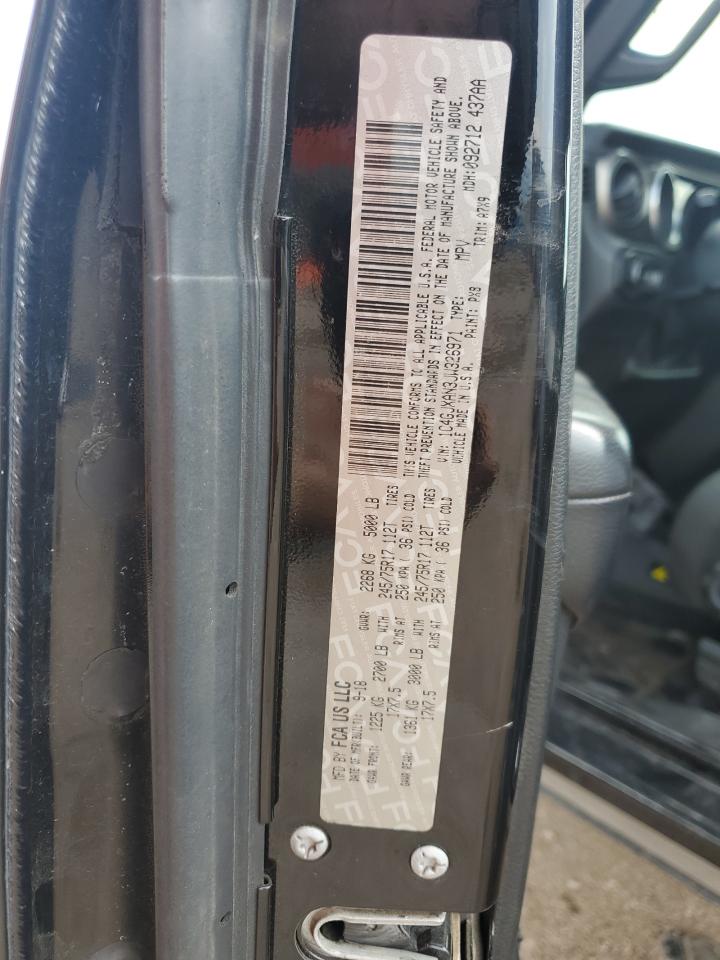 MFD BY FCA US LLC
DATE OF MFR(BUILT): 9-18 GVWR: 2268 KG 5000 LB
GAWR FRONT: 1225 KG 2700 LB WITH 245/75R17 112T TIRES
17X7.5 RIMS AT 250 KPA ( 36 PSI) COLD
GAWR REAR: 1361 KG 3000 LB WITH 245/75R17 112T TIRES
17X7.5 RIMS AT 250 KPA ( 36 PSI) COLD
THIS VEHICLE CONFORMS TO ALL APPLICABLE U.S.A. FEDERAL MOTOR VEHICLE SAFETY AND
THEFT PREVENTION STANDARDS IN EFFECT ON THE DATE OF MANUFACTURE SHOWN ABOVE.
VIN: 1C4GJXAN3JW326971 TYPE: MPV MDH:092712 437AA
VEHICLE MADE IN U.S.A. PAINT: PX8 TRIM: A7X9